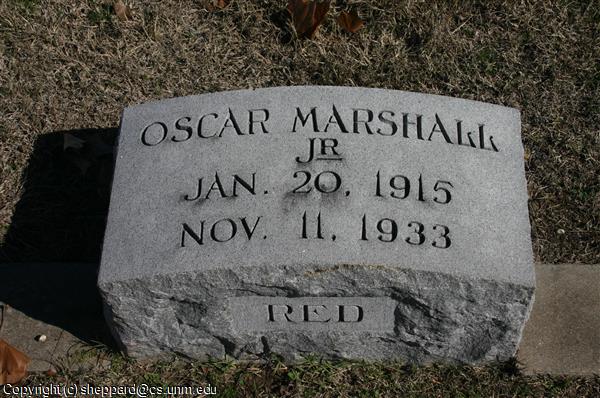 OSCAR MARSHALL
JR
JAN. 20, 1915
NOV. 11, 1933
RED
Copyright (c) sheppard@cs.unm.edu